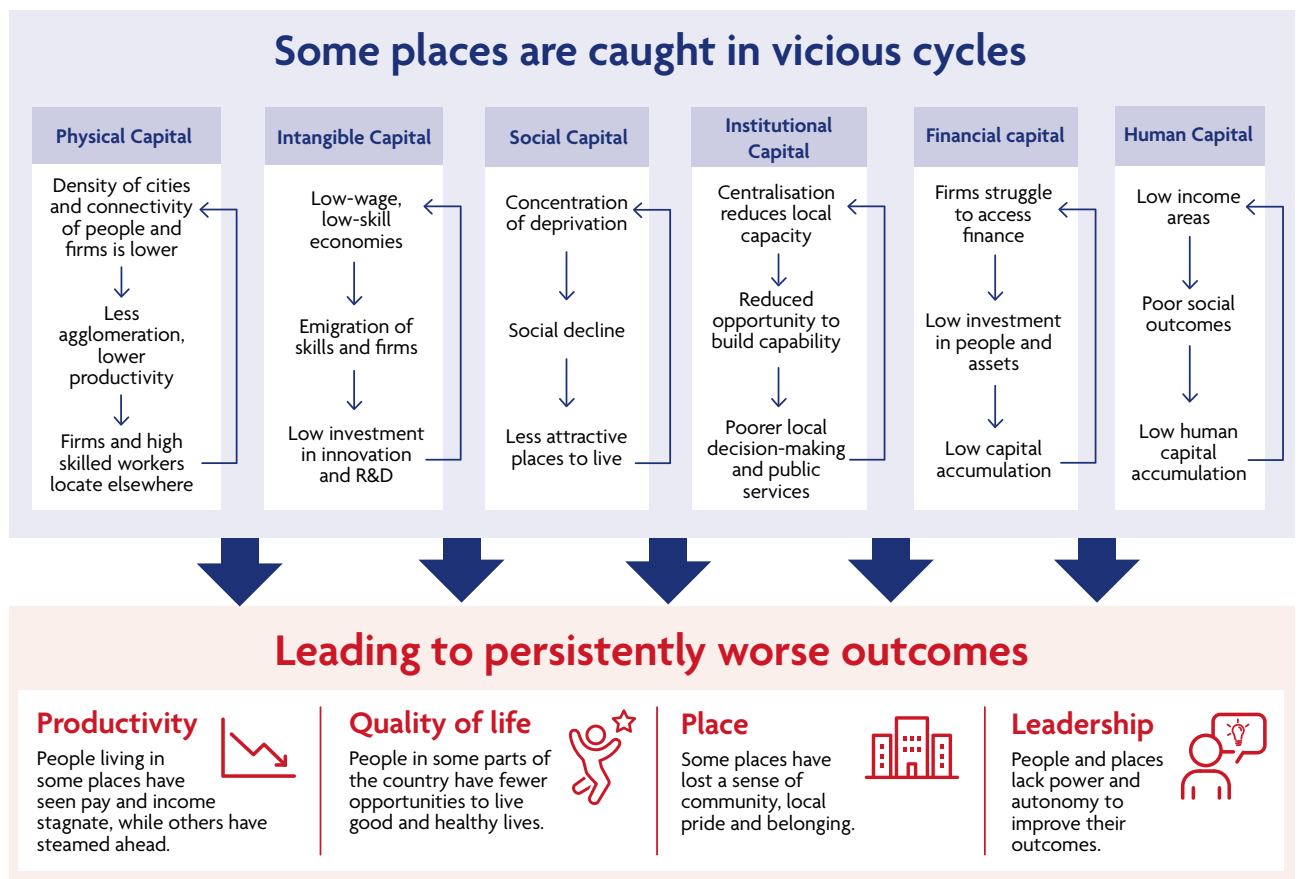 Some places are caught in vicious cycles
Physical Capital
Density of cities
and connectivity
of people and
firms is lower
Less
agglomeration,
lower
productivity
Firms and high
skilled workers
locate elsewhere
Intangible Capital
Low-wage,
low-skill
economies
Emigration of
skills and firms
Low investment
in innovation
and R&D
Social Capital
Concentration
of deprivation
Social decline
Less attractive
places to live
Institutional
Capital
Centralisation
reduces local
capacity
Reduced
opportunity to
build capability
Poorer local
decision-making
and public
services
Financial capital
Firms struggle
to access
finance
Low investment
in people and
assets
Low capital
accumulation
Human Capital
Low income
areas
Poor social
outcomes
Low human
capital
accumulation
Leading to persistently worse outcomes
Productivity
People living in
some places have
seen pay and income
stagnate, while others have
steamed ahead.
Quality of life
People in some parts of
the country have fewer
opportunities to live
good and healthy lives.
Place
Some places have
lost a sense of
community, local
pride and belonging.
Leadership
People and places
lack power and
autonomy to
improve their
outcomes.